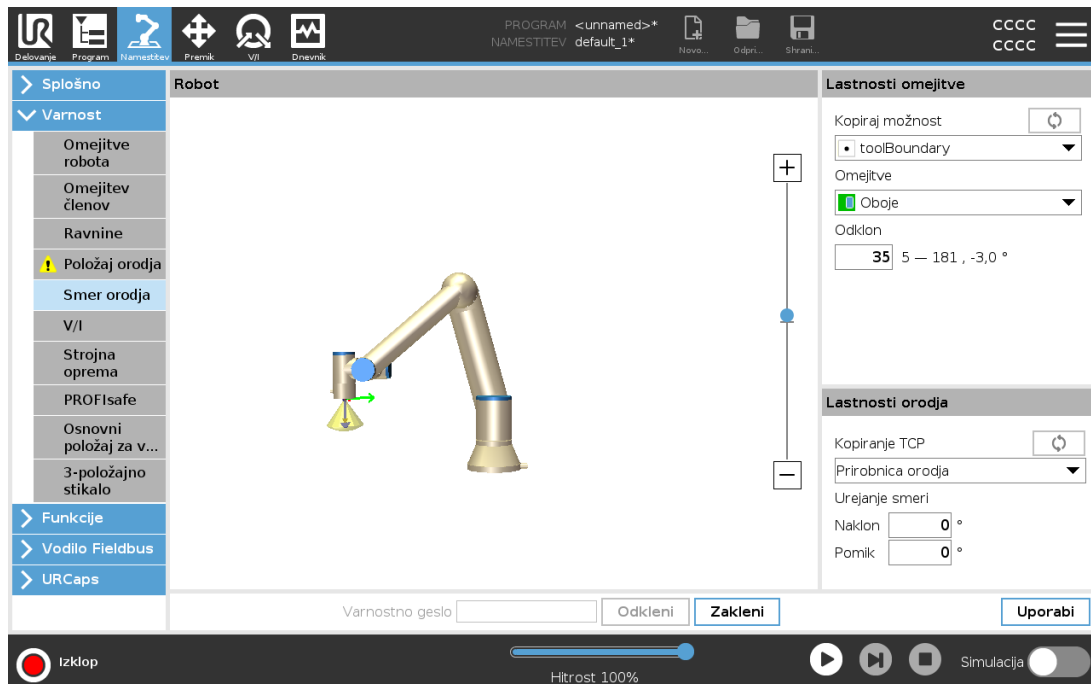 PROGRAM <unnamed>*
NAMESTITEV default_1*
CCCC
CCCC
Delovanje Program Namestitev Premik V/I Dnevnik Novo... Odpri... Shrani...
Splošno
Varnost
Omejitve
robota
Omejitev
členov
Ravnine
Položaj orodja
Smer orodja
V/I
Strojna
oprema
PROFIsafe
Osnovni
položaj za v...
3-položajno
stikalo
Funkcije
Vodilo Fieldbus
URCaps
Robot
Lastnosti omejitve
Kopiraj možnost
toolBoundary
Omejitve
Oboje
Odklon
35 5 — 181 , -3,0 °
Lastnosti orodja
Kopiranje TCP
Prirobnica orodja
Urejanje smeri
Naklon 0 °
Pomik 0 °
Varnostno geslo Odkleni Zakleni Uporabi
Izklop
Hitrost 100%
Simulacija